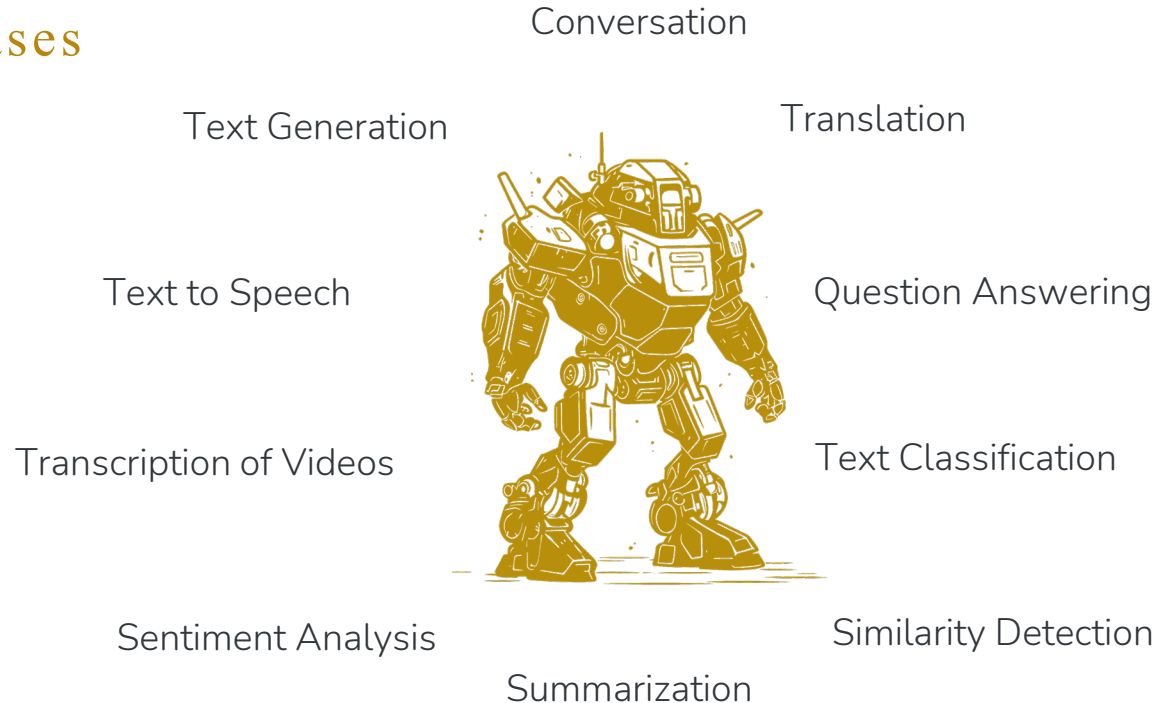 ses
Conversation
Text Generation
Translation
Text to Speech
Question Answering
Transcription of Videos
Text Classification
Sentiment Analysis
Similarity Detection
Summarization